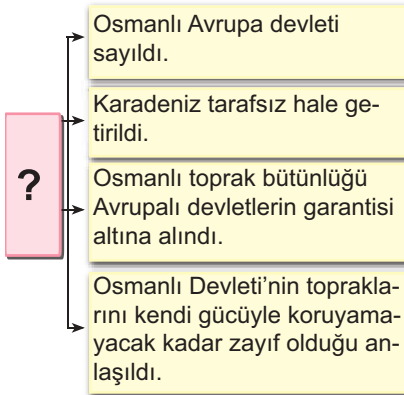 Osmanlı Avrupa devleti
sayıldı.
Karadeniz tarafsız hale ge-
tirildi.
?
Osmanlı toprak bütünlüğü
Avrupalı devletlerin garantisi
altına alındı.
Osmanlı Devleti’nin toprakla-
rını kendi gücüyle koruyama-
yacak kadar zayıf olduğu an-
laşıldı.